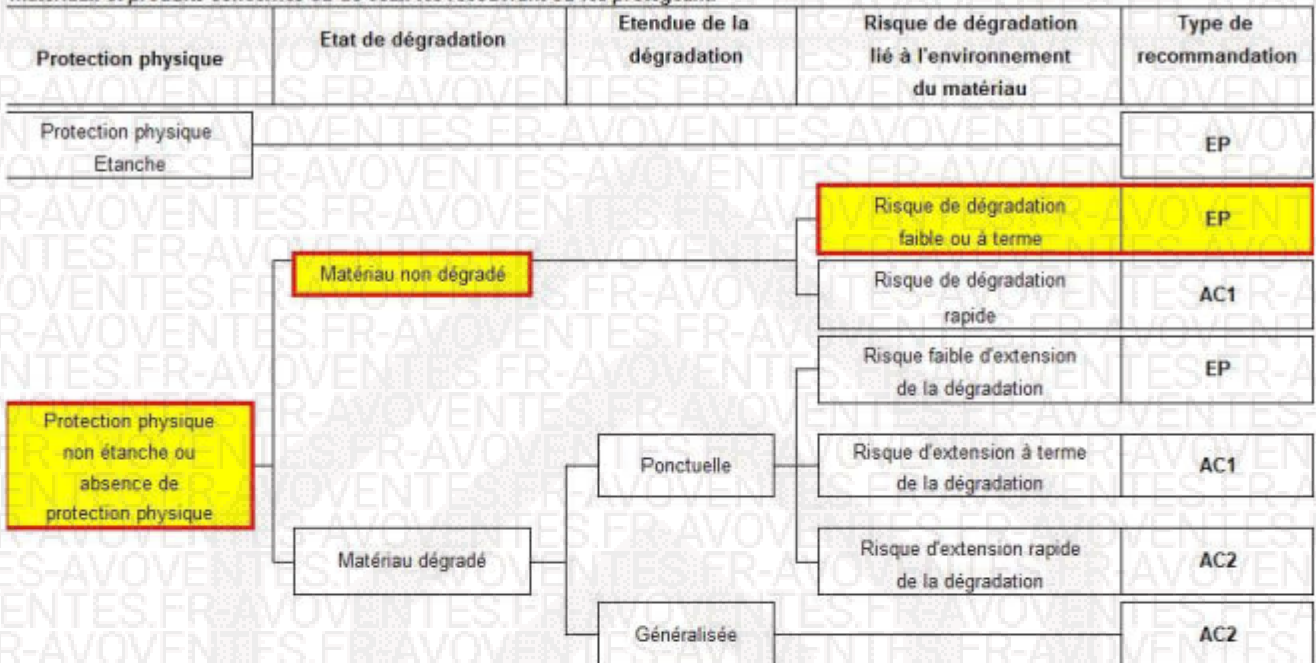 Protection physique
Etat de dégradation
Etendue de la
dégradation
Risque de dégradation
lié à l'environnement
du matériau
Type de
recommandation
Protection physique
Etanche
EP
Risque de dégradation
faible ou à terme
EP
Matériau non dégradé
Risque de dégradation
rapide
AC1
Risque faible d'extension
de la dégradation
EP
Protection physique
non étanche ou
absence de
protection physique
Ponctuelle
Risque d'extension à terme
de la dégradation
AC1
Matériau dégradé
Risque d'extension rapide
de la dégradation
AC2
Généralisée
AC2